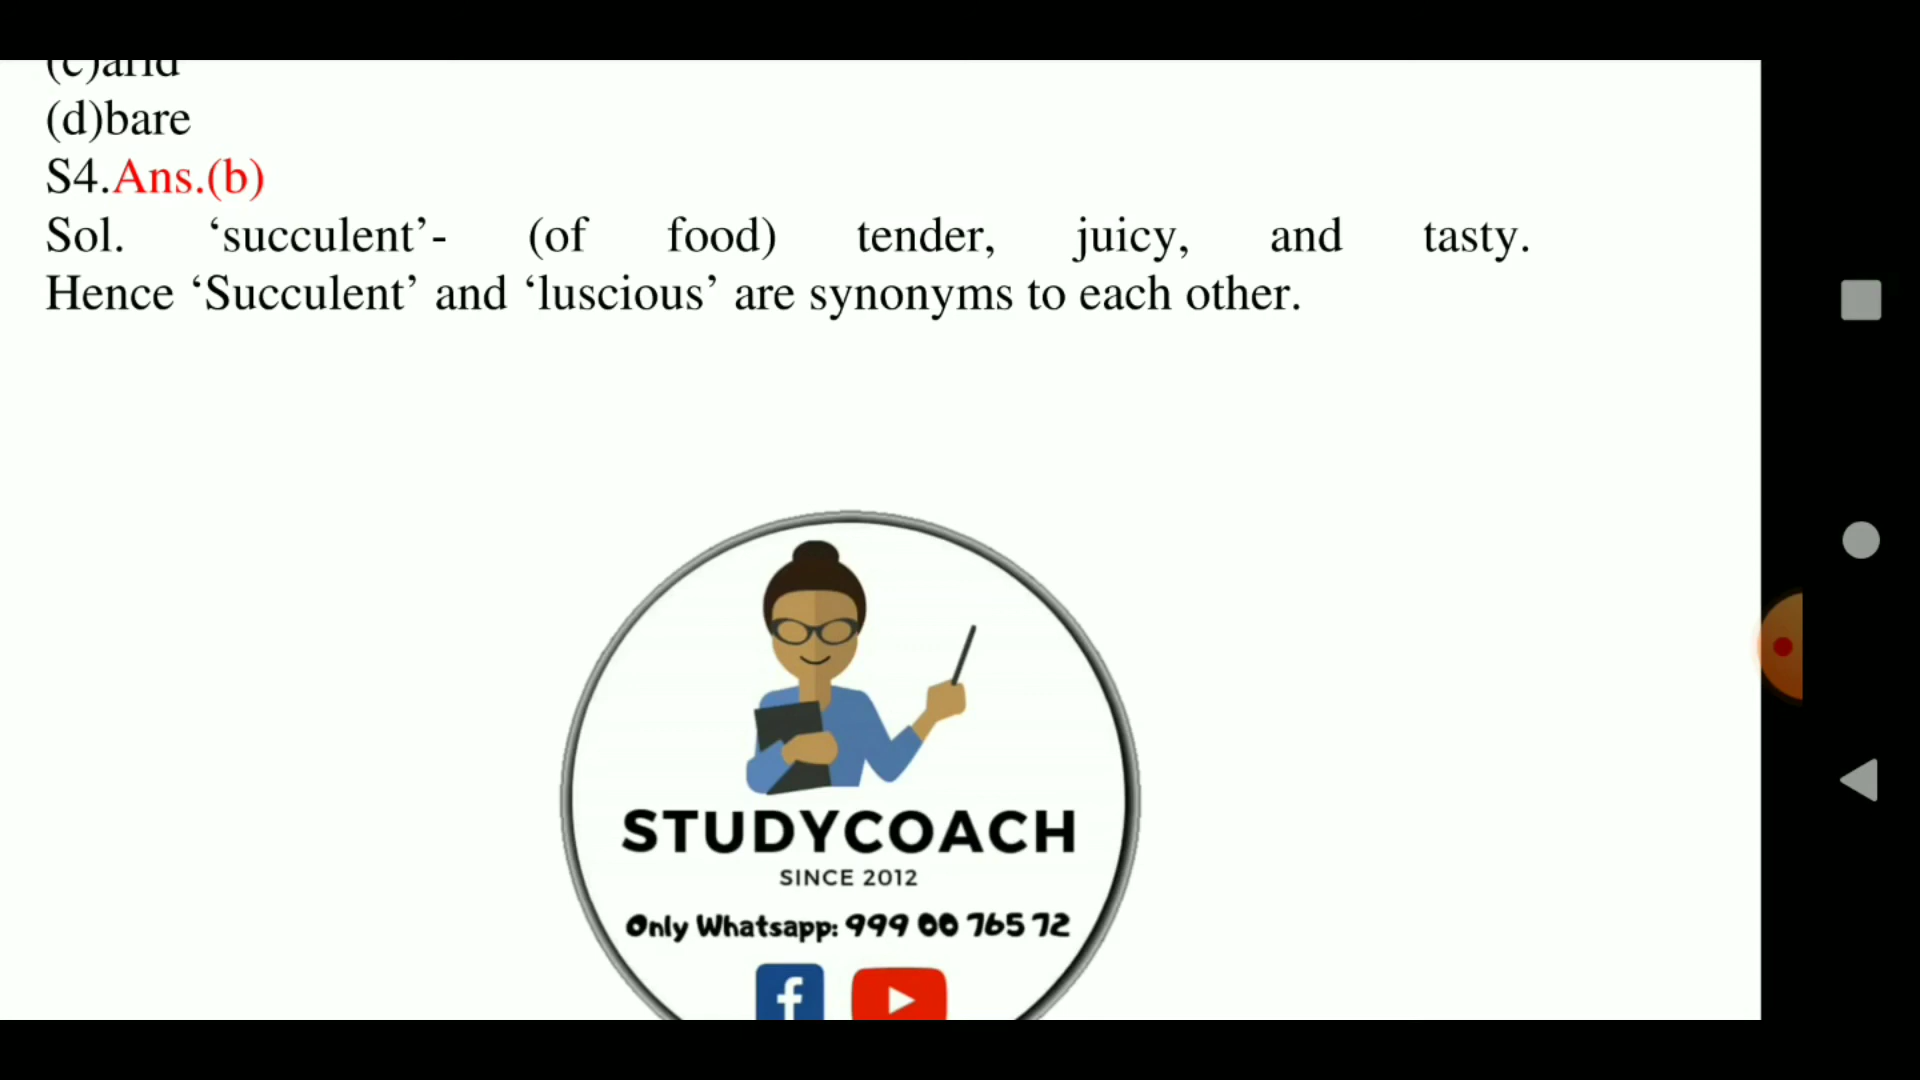 (c)arid
(d)bare
S4.Ans.(b)
Sol. ‘succulent’- (of food) tender, juicy, and tasty.
Hence ‘Succulent’ and ‘luscious’ are synonyms to each other.
STUDYCOACH
SINCE 2012
Only Whatsapp: 999 00 765 72